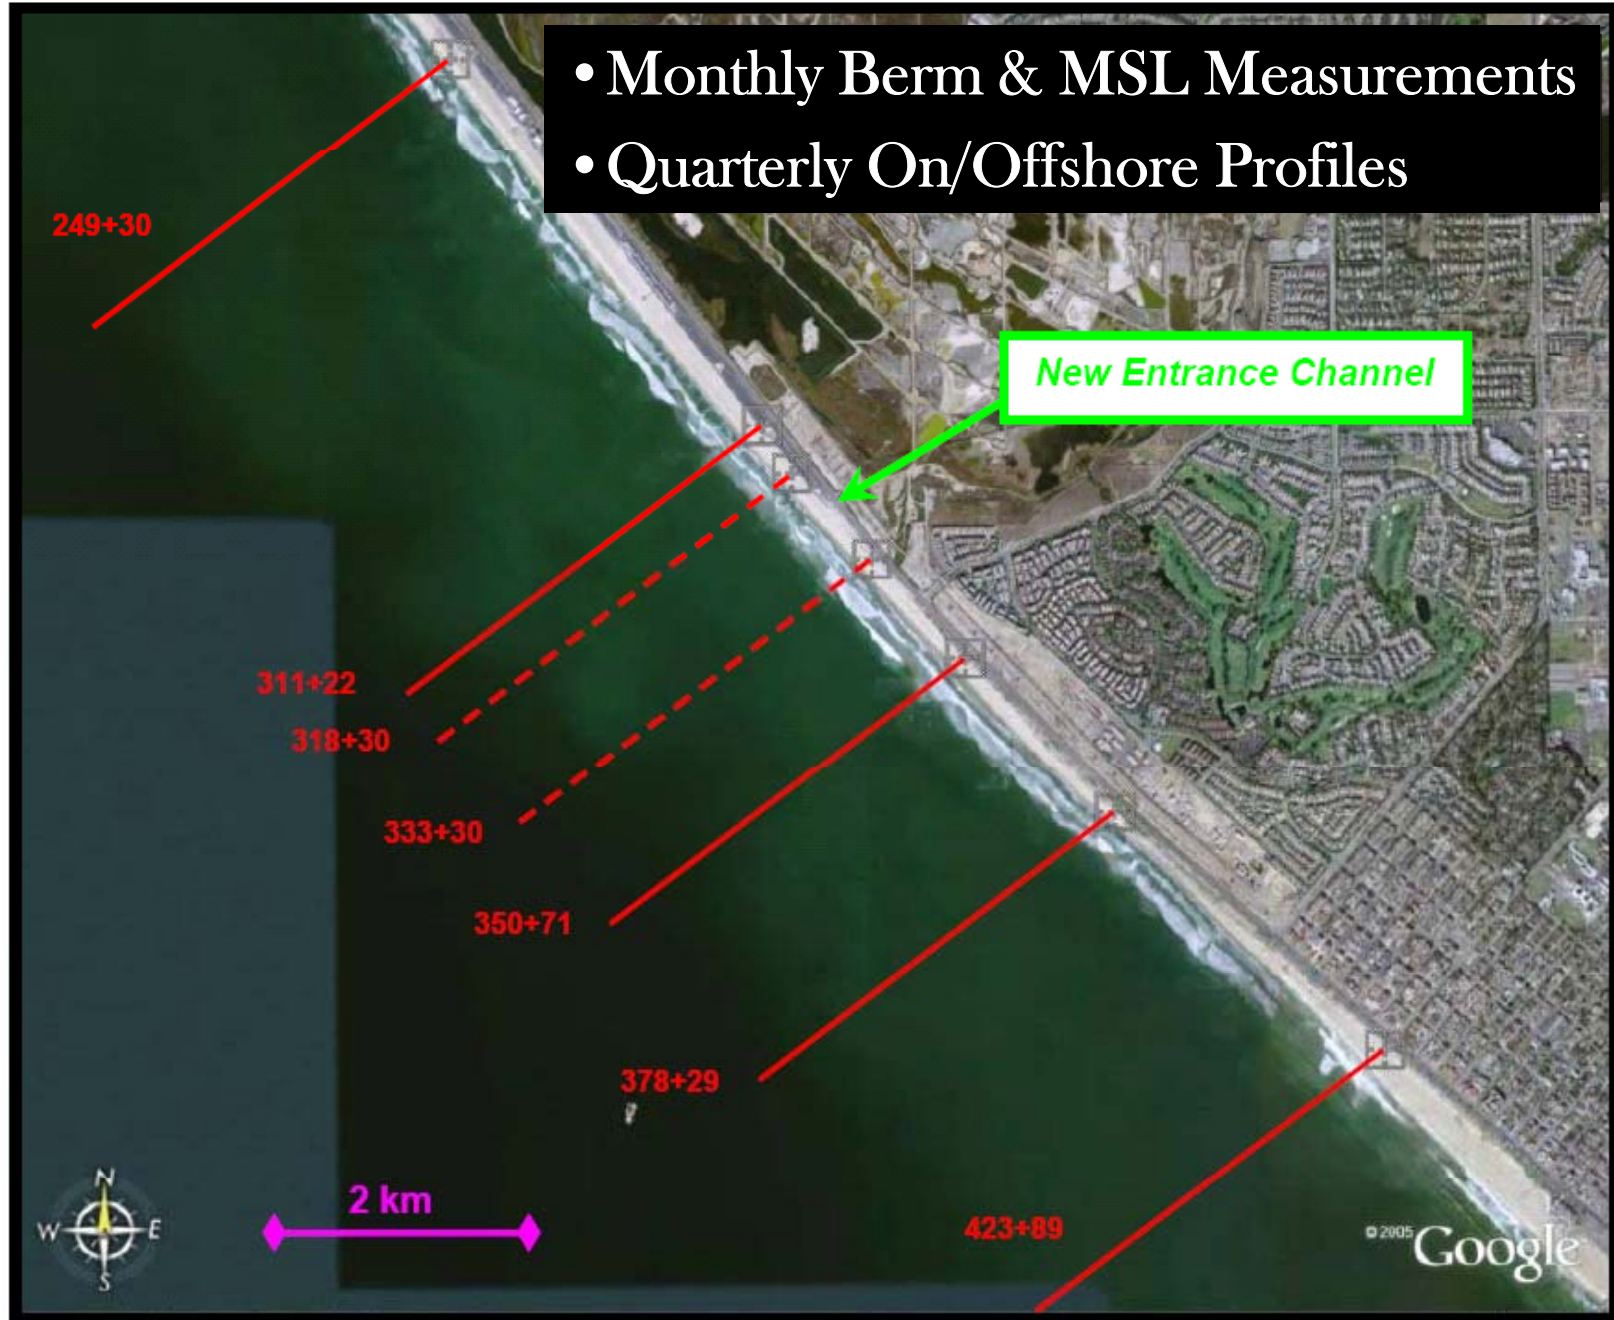 • Monthly Berm & MSL Measurements
• Quarterly On/Offshore Profiles
249+30
New Entrance Channel
311+22
318+30
333+30
350+71
378+29
2 km
423+89
N
W
E
S
© 2005 Google